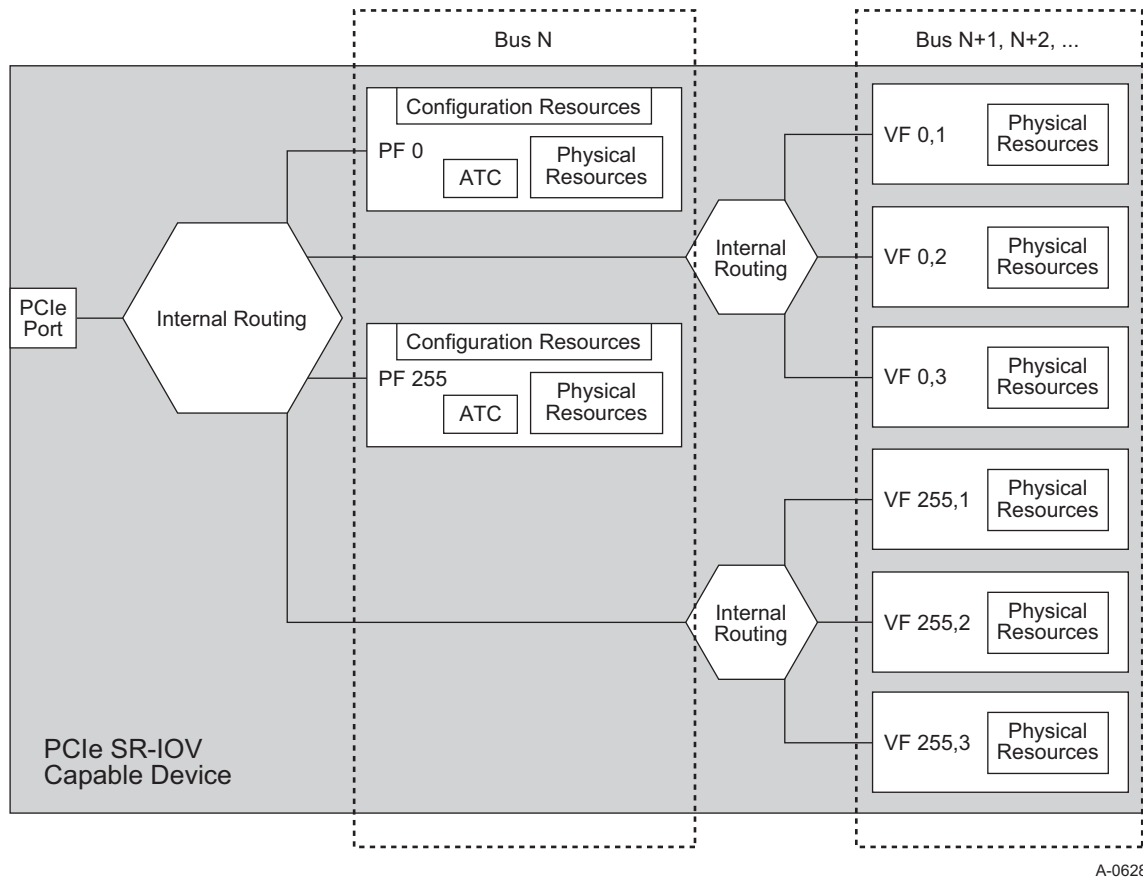 Bus N
Bus N+1, N+2, ...
Configuration Resources
PF 0
ATC
Physical
Resources
VF 0,1
Physical
Resources
Internal
Routing
VF 0,2
Physical
Resources
PCIe
Port
Internal Routing
Configuration Resources
PF 255
ATC
Physical
Resources
VF 0,3
Physical
Resources
VF 255,1
Physical
Resources
Internal
Routing
VF 255,2
Physical
Resources
VF 255,3
Physical
Resources
PCIe SR-IOV
Capable Device
A-0628